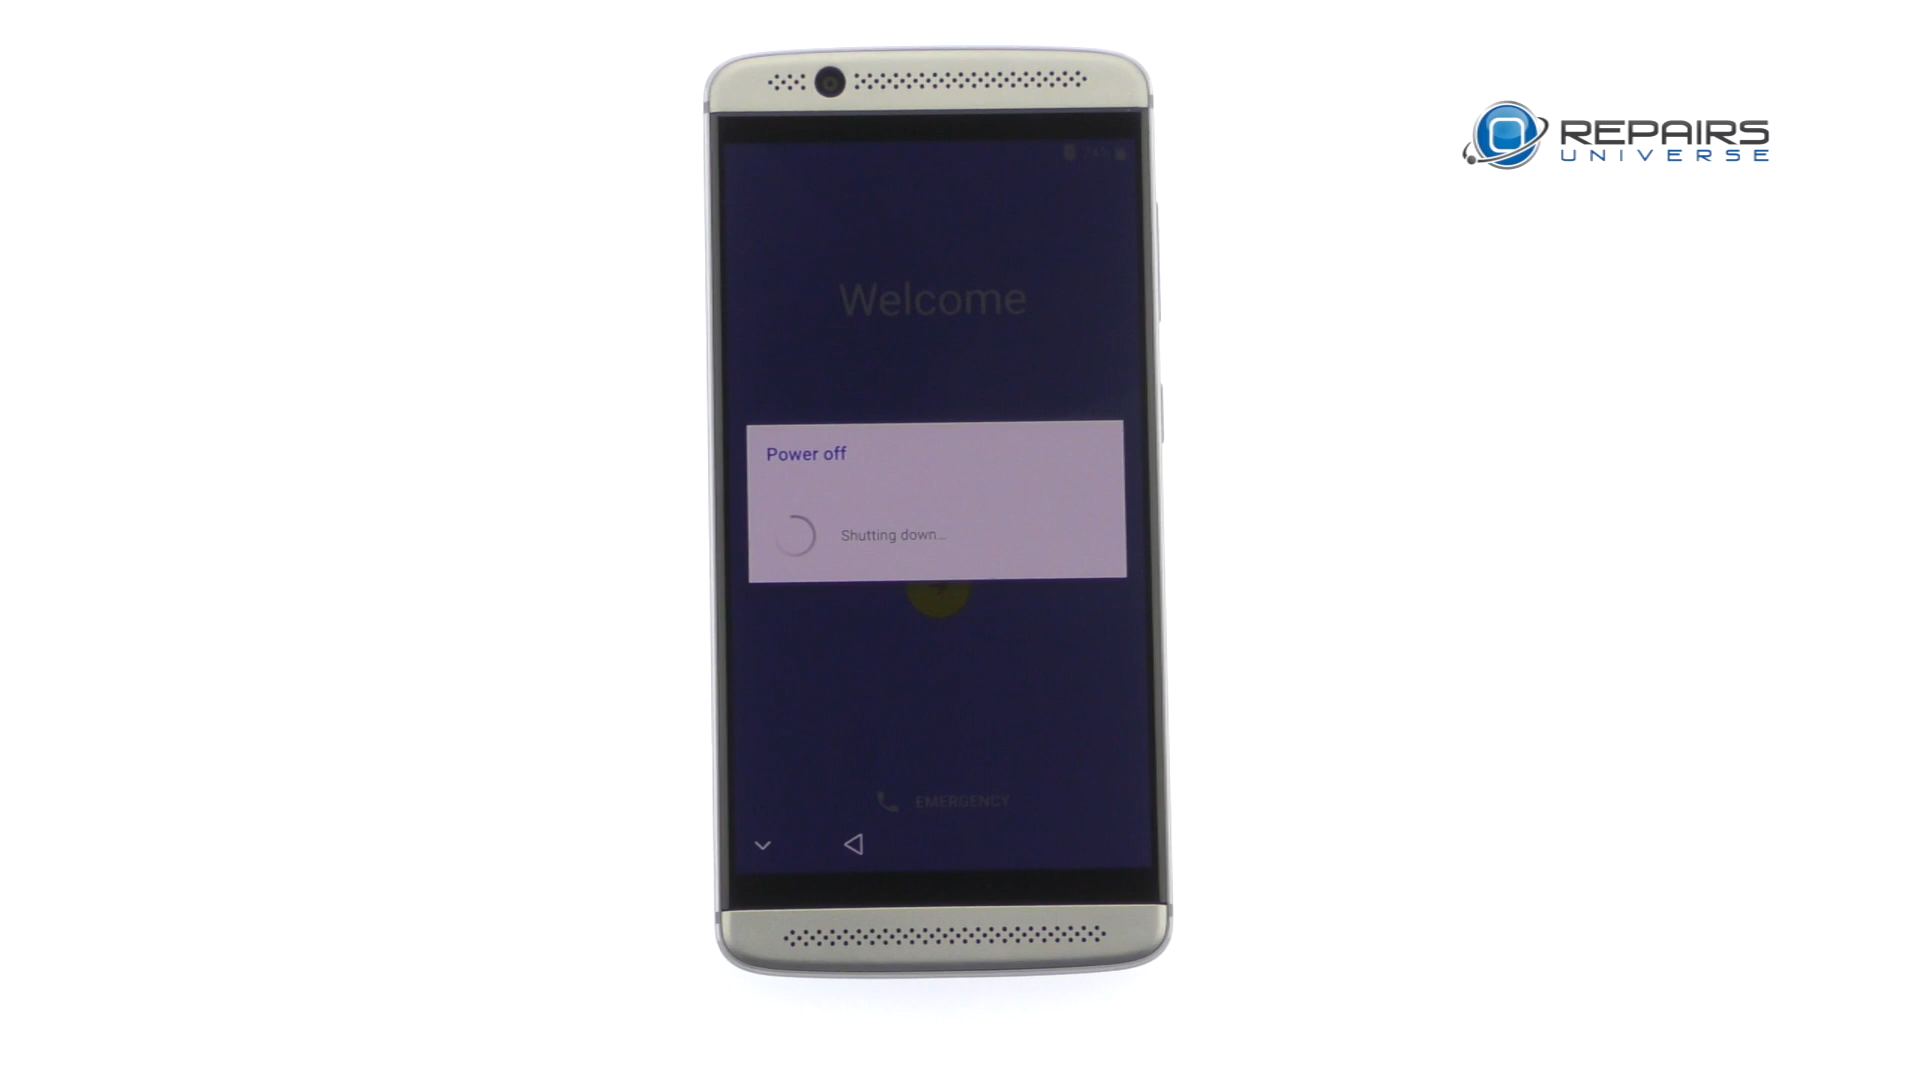 REPAIRS
UNIVERSE
Welcome
Power off
Shutting down...
EMERGENCY